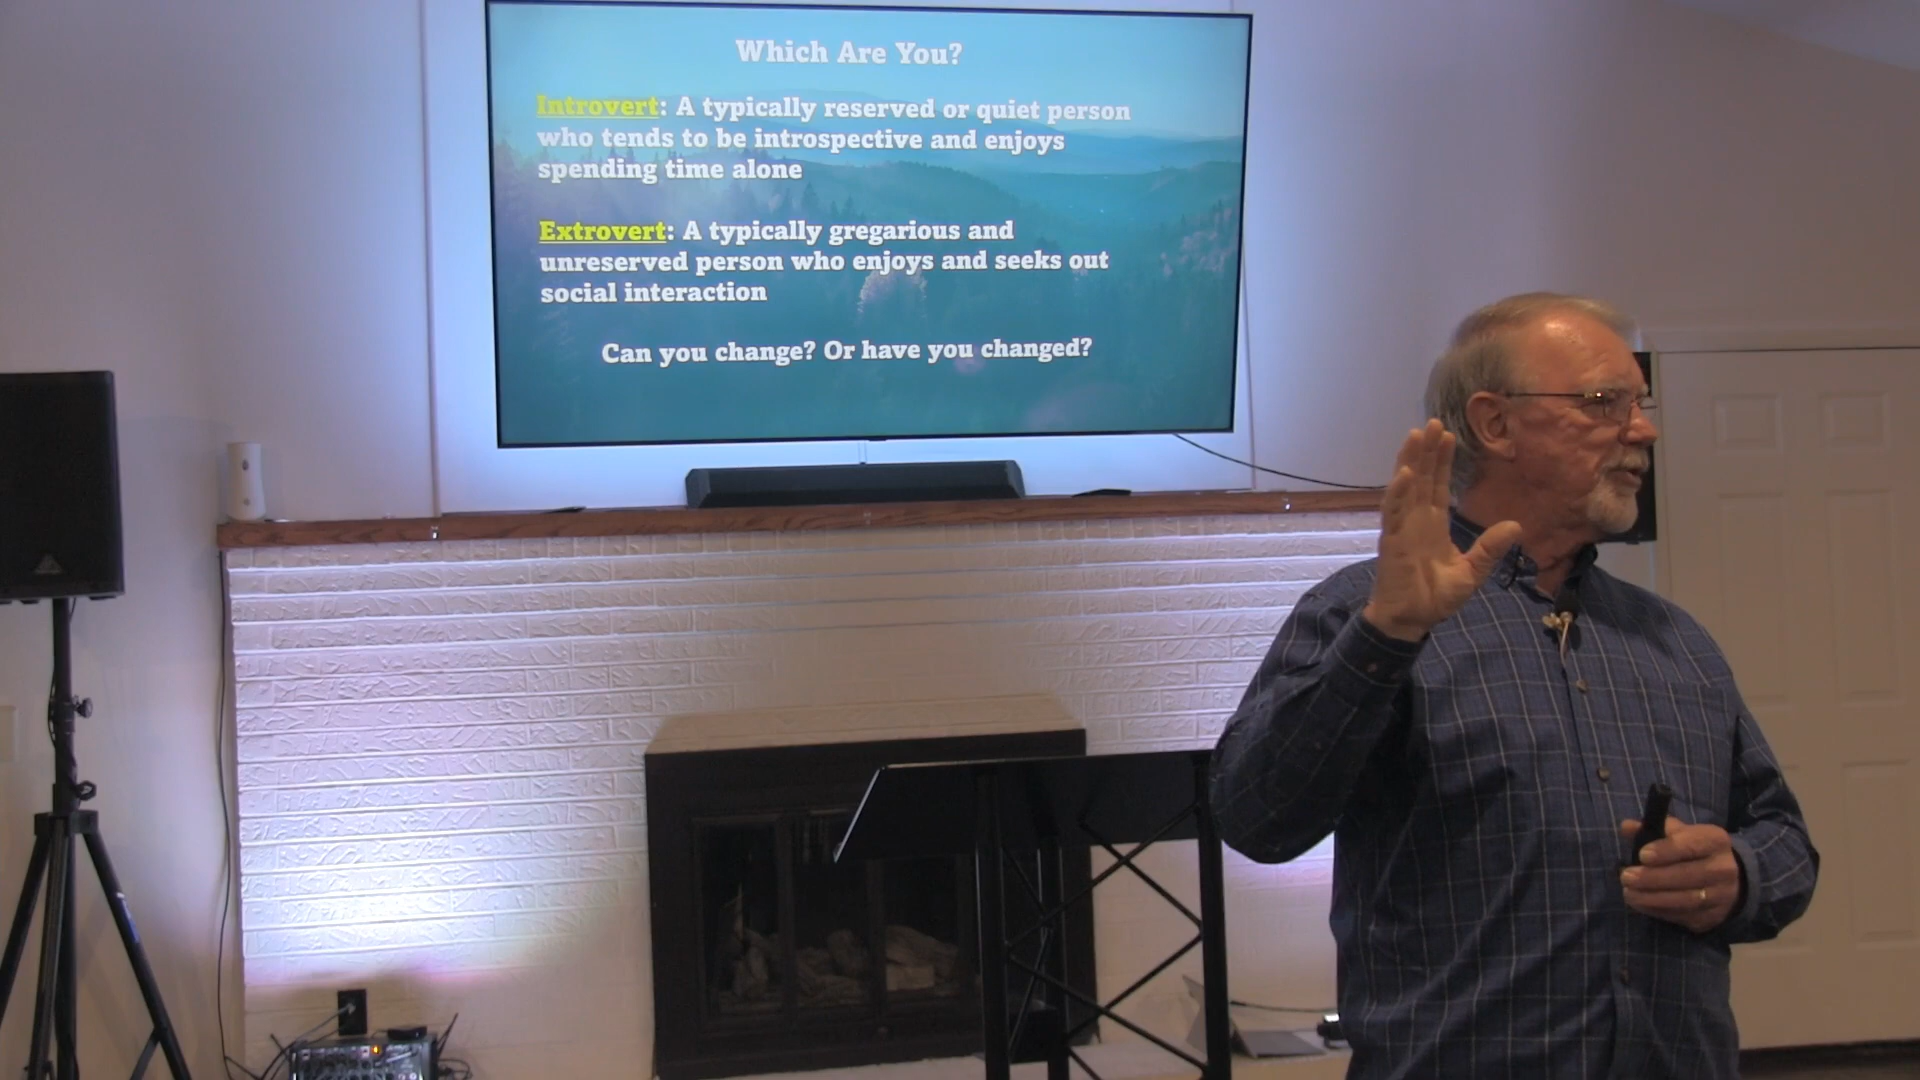 Which Are You?
Introvert: A typically reserved or quiet person
who tends to be introspective and enjoys
spending time alone
Extrovert: A typically gregarious and
unreserved person who enjoys and seeks out
social interaction
Can you change? Or have you changed?